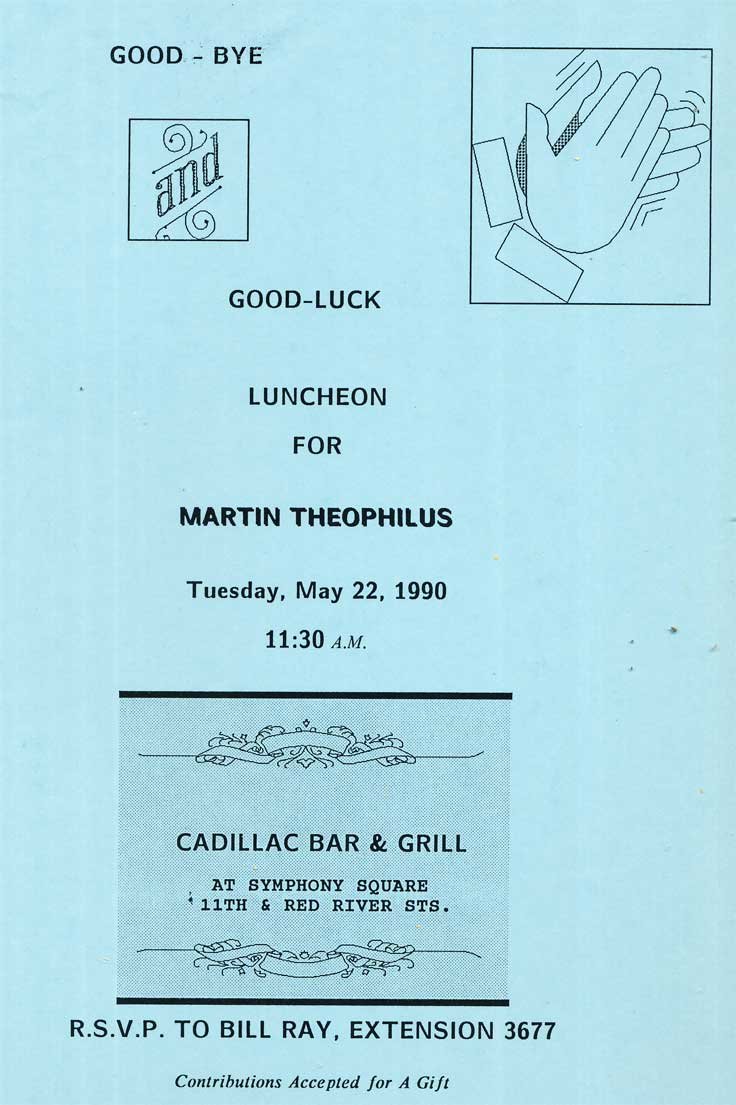 GOOD - BYE
and
GOOD-LUCK
LUNCHEON
FOR
MARTIN THEOPHILUS
Tuesday, May 22, 1990
11:30 A.M.
CADILLAC BAR & GRILL
AT SYMPHONY SQUARE
11TH & RED RIVER STS.
R.S.V.P. TO BILL RAY, EXTENSION 3677
Contributions Accepted for A Gift